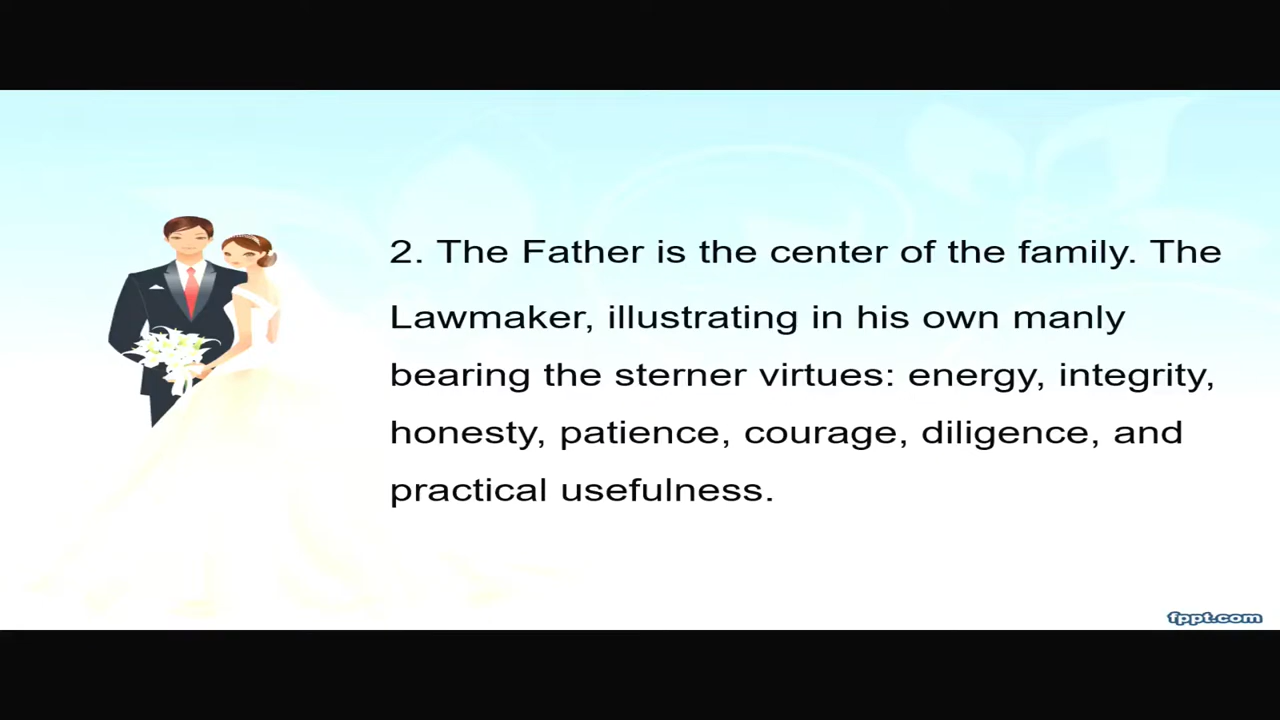 2. The Father is the center of the family. The
Lawmaker, illustrating in his own manly
bearing the sterner virtues: energy, integrity,
honesty, patience, courage, diligence, and
practical usefulness.
fppt.com